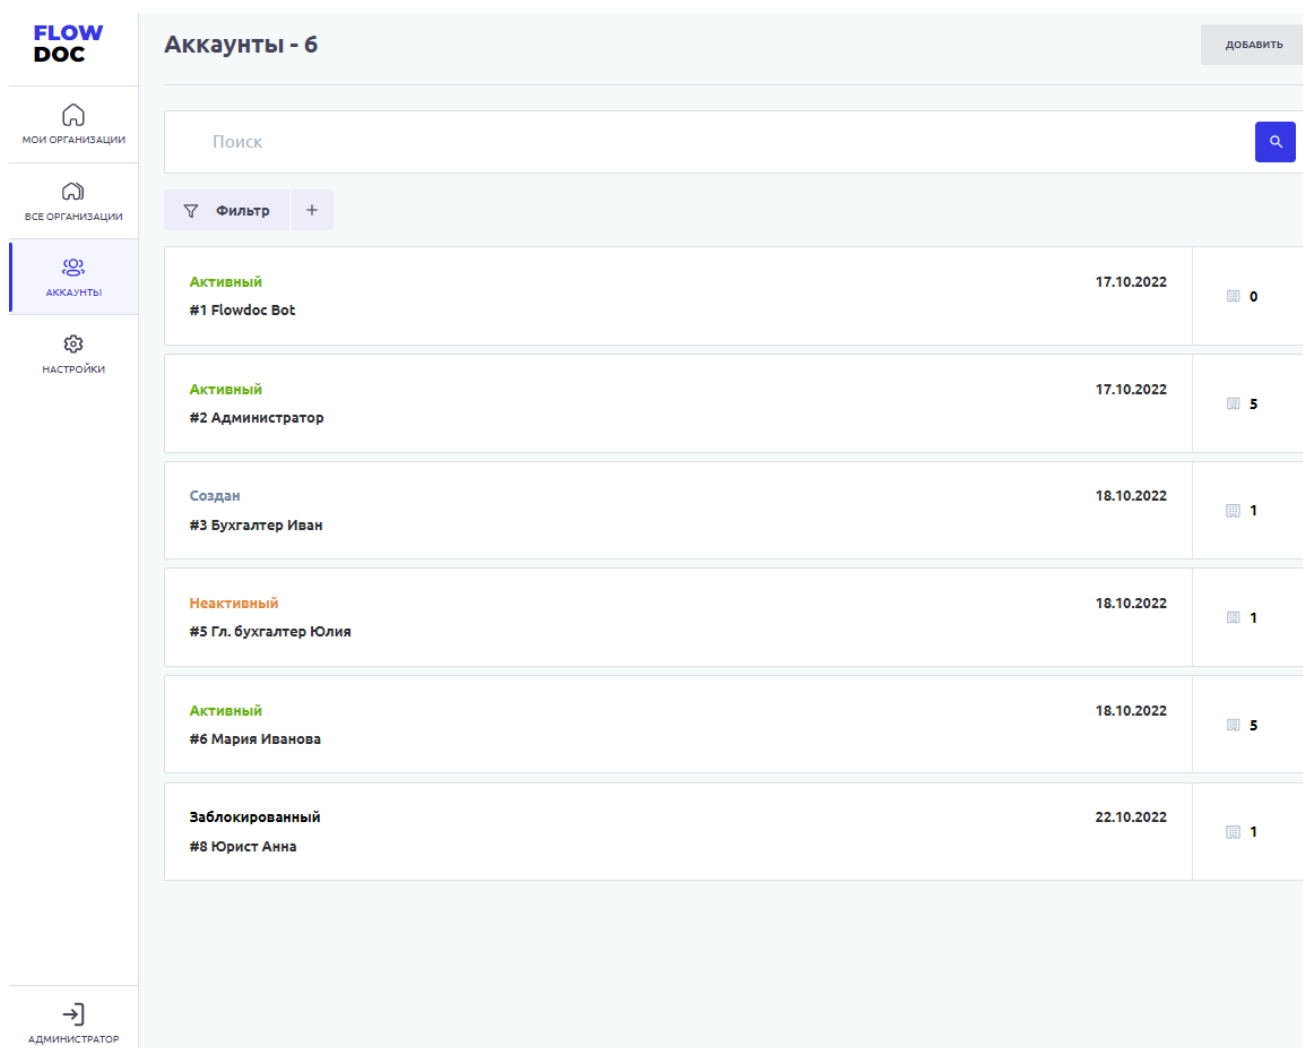 FLOW
DOC
Аккаунты - 6
ДОБАВИТЬ
МОИ ОРГАНИЗАЦИИ
ВСЕ ОРГАНИЗАЦИИ
АККАУНТЫ
НАСТРОЙКИ
Поиск
Фильтр +
Активный 17.10.2022
#1 Flowdoc Bot
0
Активный 17.10.2022
#2 Администратор
5
Создан 18.10.2022
#3 Бухгалтер Иван
1
Неактивный 18.10.2022
#5 Гл. бухгалтер Юлия
1
Активный 18.10.2022
#6 Мария Иванова
5
Заблокированный 22.10.2022
#8 Юрист Анна
1
АДМИНИСТРАТОР